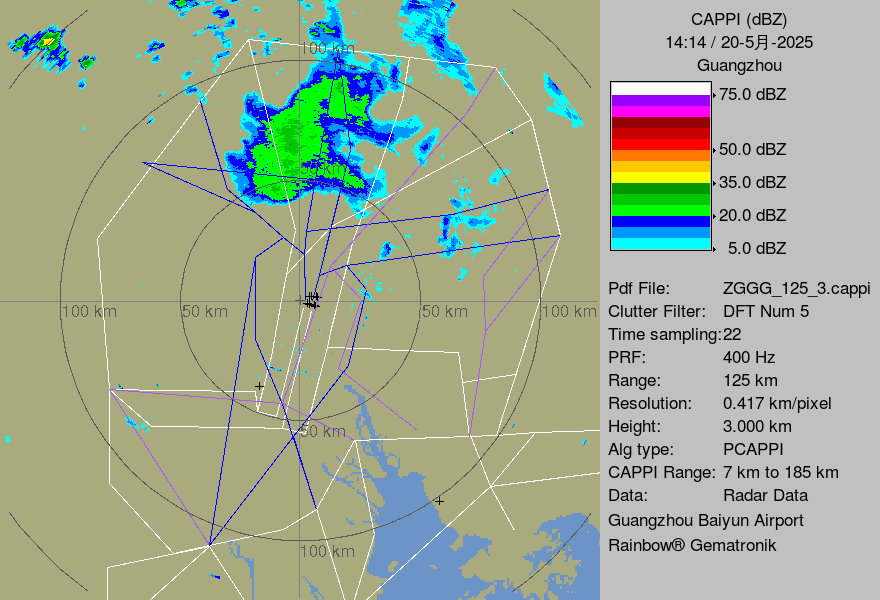 CAPPI (dBZ)
14:14 / 20-5月-2025
Guangzhou
75.0 dBZ
50.0 dBZ
35.0 dBZ
20.0 dBZ
5.0 dBZ
Pdf File: ZGGG_125_3.cappi
Clutter Filter: DFT Num 5
Time sampling:22
PRF: 400 Hz
Range: 125 km
Resolution: 0.417 km/pixel
Height: 3.000 km
Alg type: PCAPPI
CAPPI Range: 7 km to 185 km
Data: Radar Data
Guangzhou Baiyun Airport
Rainbow® Gematronik
100 km
50 km
100 km
50 km
50 km
100 km
50 km
100 km